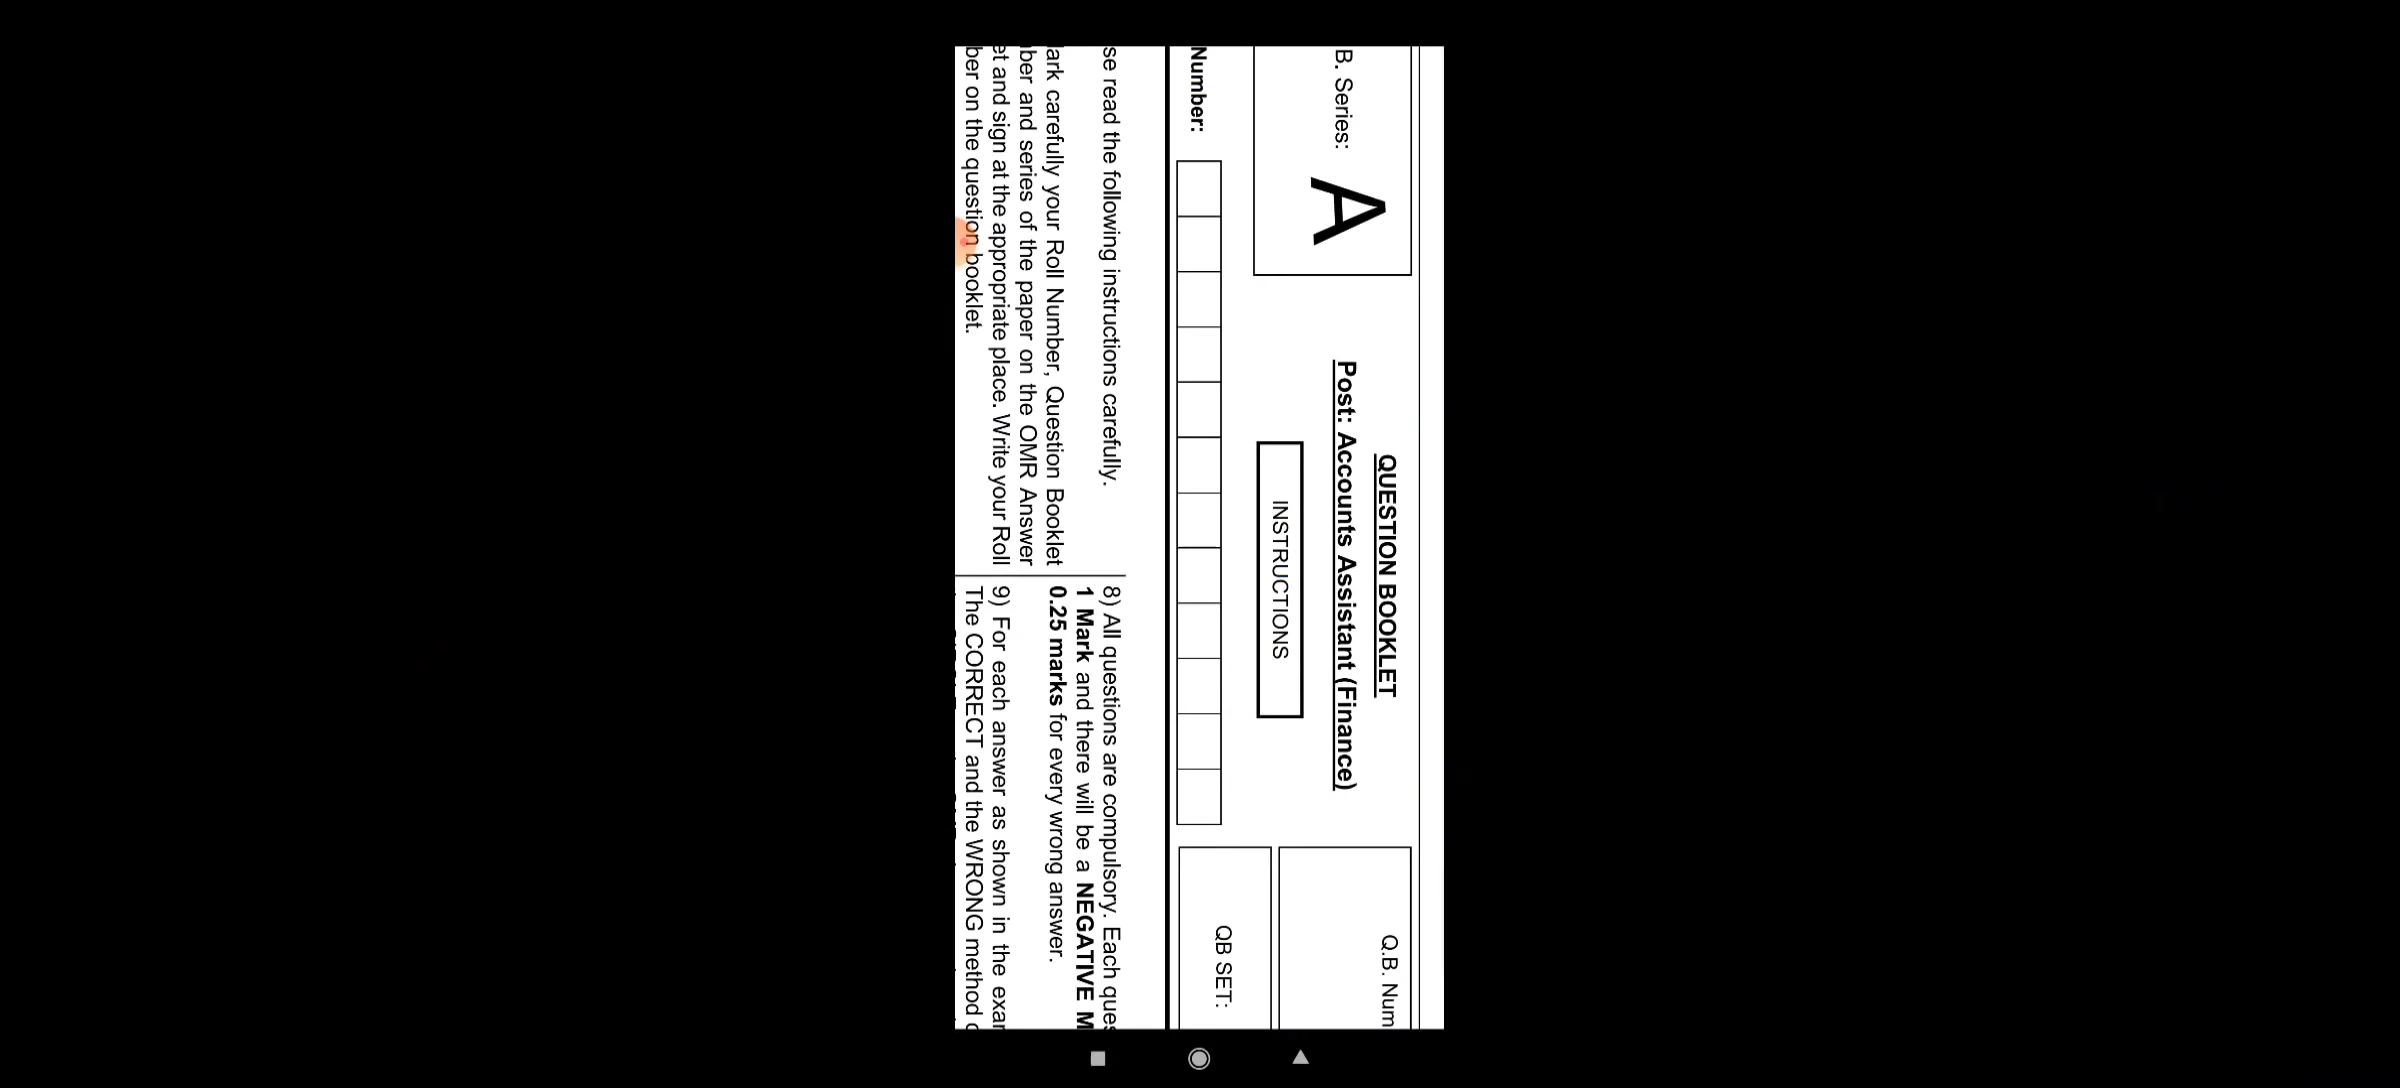 QUESTION BOOKLET
B. Series: A
Post: Accounts Assistant (Finance)
Q.B. Num
INSTRUCTIONS
QB SET:
Number:
se read the following instructions carefully.
ark carefully your Roll Number, Question Booklet
ber and series of the paper on the OMR Answer
et and sign at the appropriate place. Write your Roll
ber on the question booklet.
8) All questions are compulsory. Each ques
1 Mark and there will be a NEGATIVE M
0.25 marks for every wrong answer.
9) For each answer as shown in the exam
The CORRECT and the WRONG method o